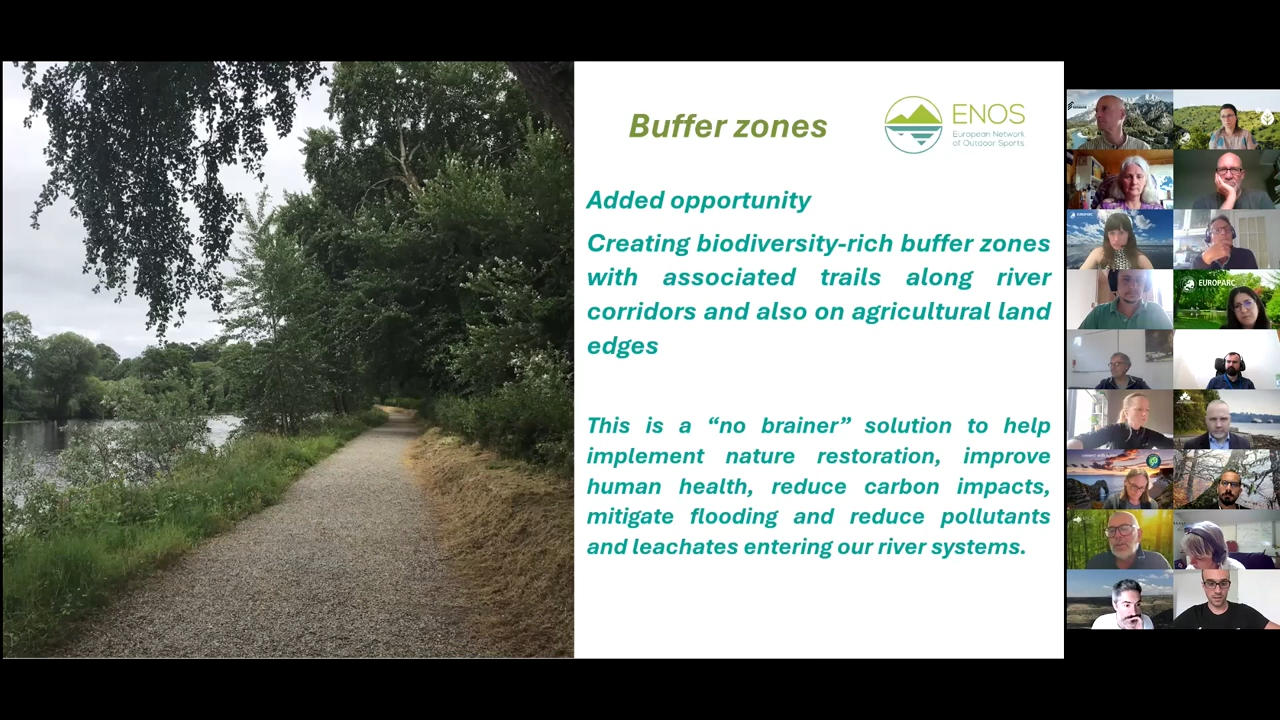 Buffer zones
ENOS
European Network
of Outdoor Sports
Added opportunity
Creating biodiversity-rich buffer zones
with associated trails along river
corridors and also on agricultural land
edges
This is a “no brainer” solution to help
implement nature restoration, improve
human health, reduce carbon impacts,
mitigate flooding and reduce pollutants
and leachates entering our river systems.
EUROPARC
EUROPARC